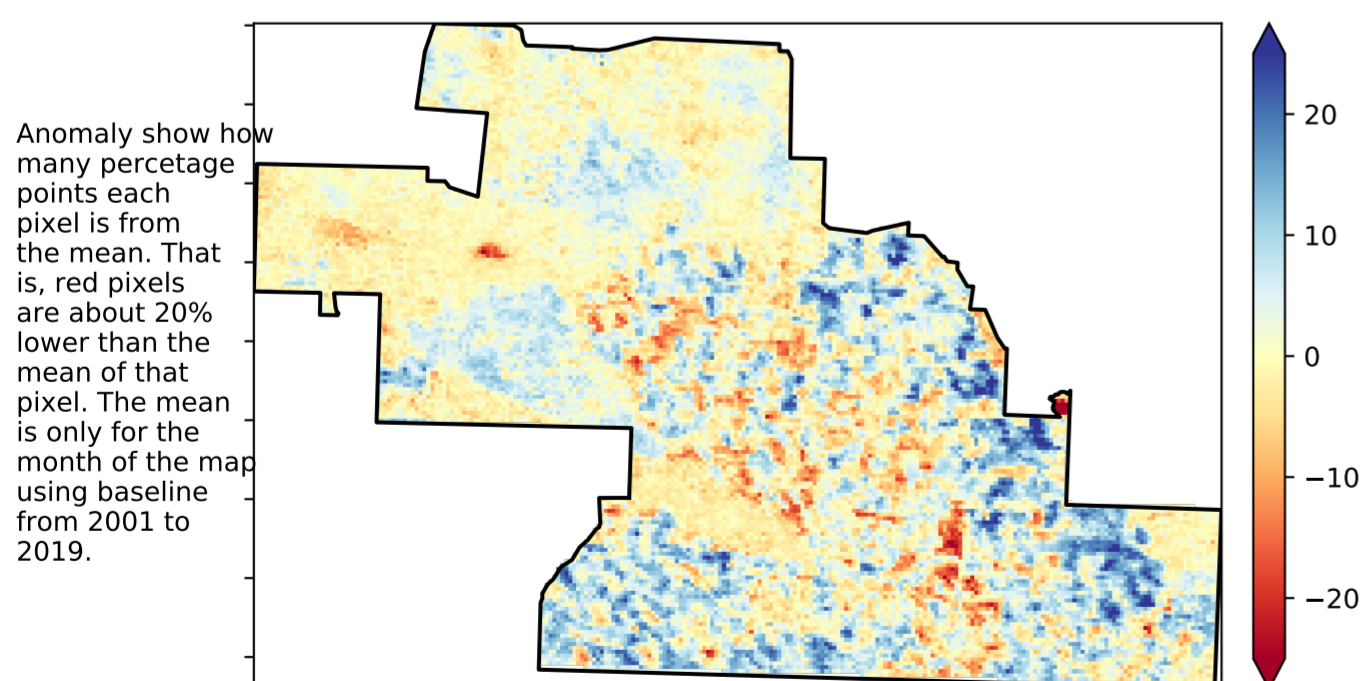 Anomaly show how
many percetage
points each
pixel is from
the mean. That
is, red pixels
are about 20%
lower than the
mean of that
pixel. The mean
is only for the
month of the map
using baseline
from 2001 to
2019.
20
10
0
−10
−20